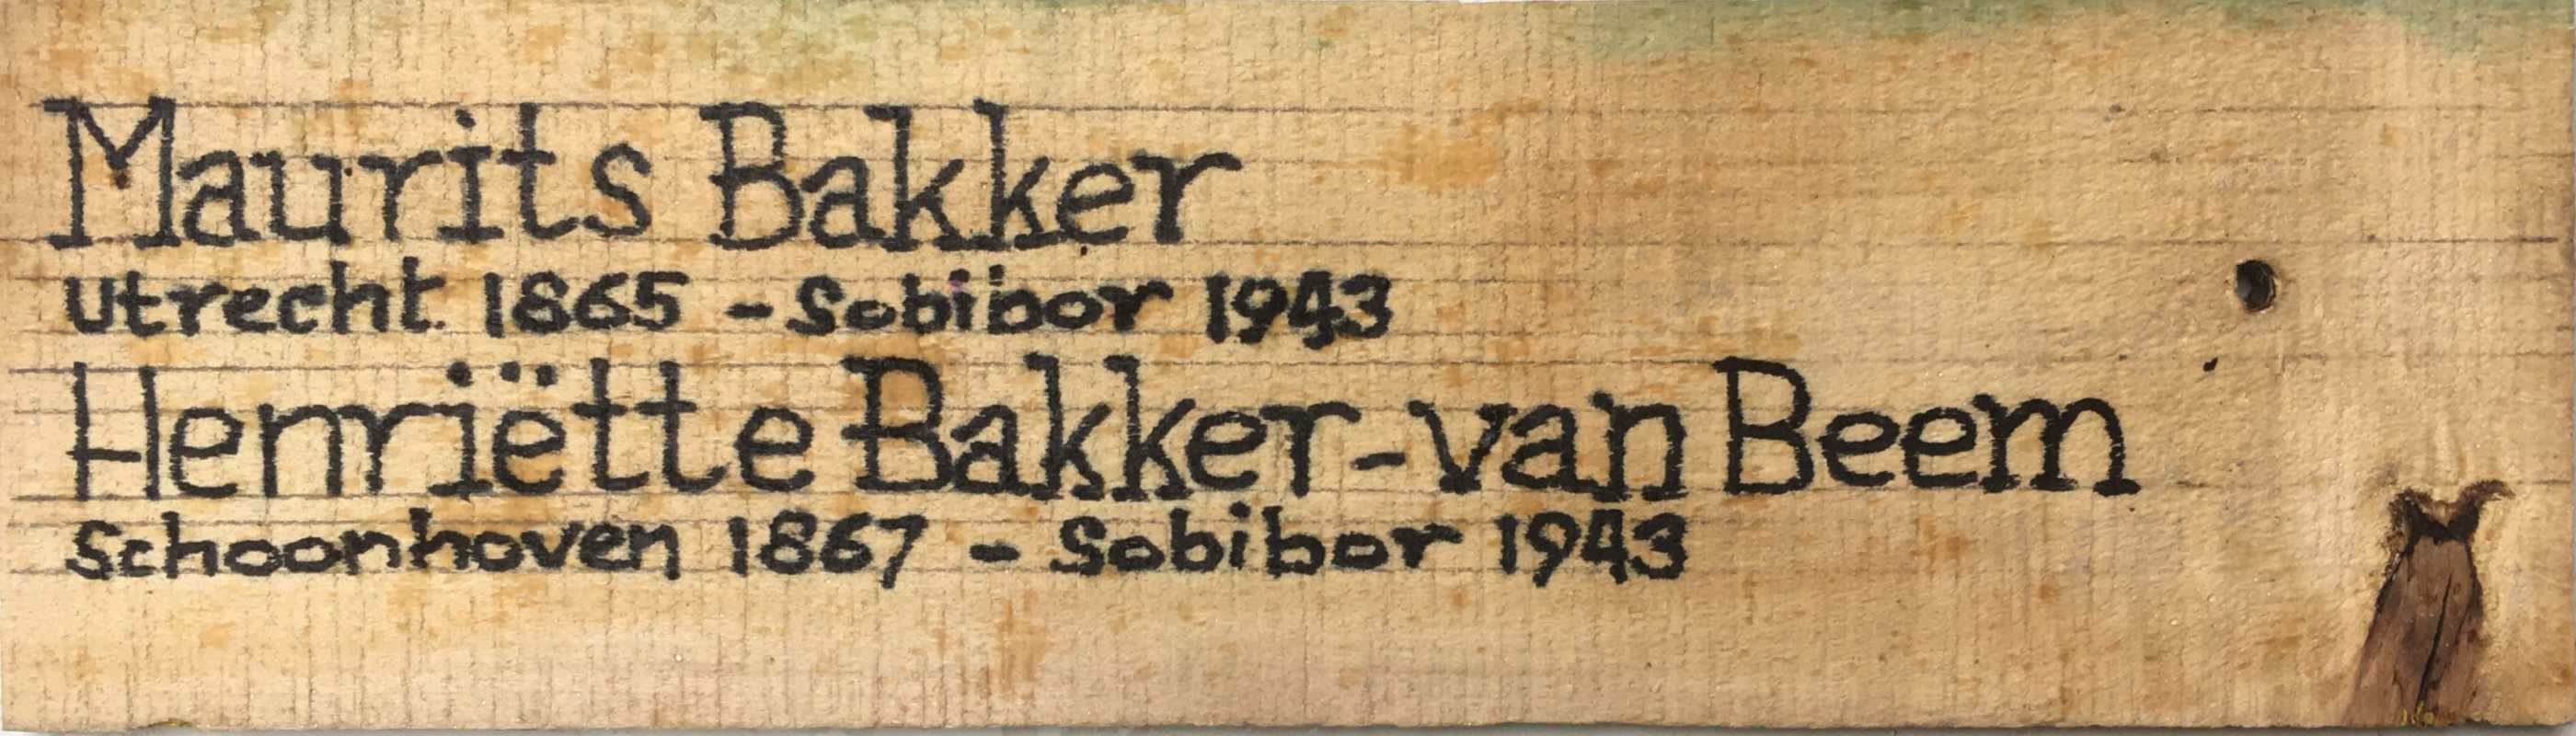 Maurits Bakker
Utrecht 1865 - Sobibor 1943
Henriëtte Bakker-van Beem
Schoonhoven 1867 - Sobibor 1943